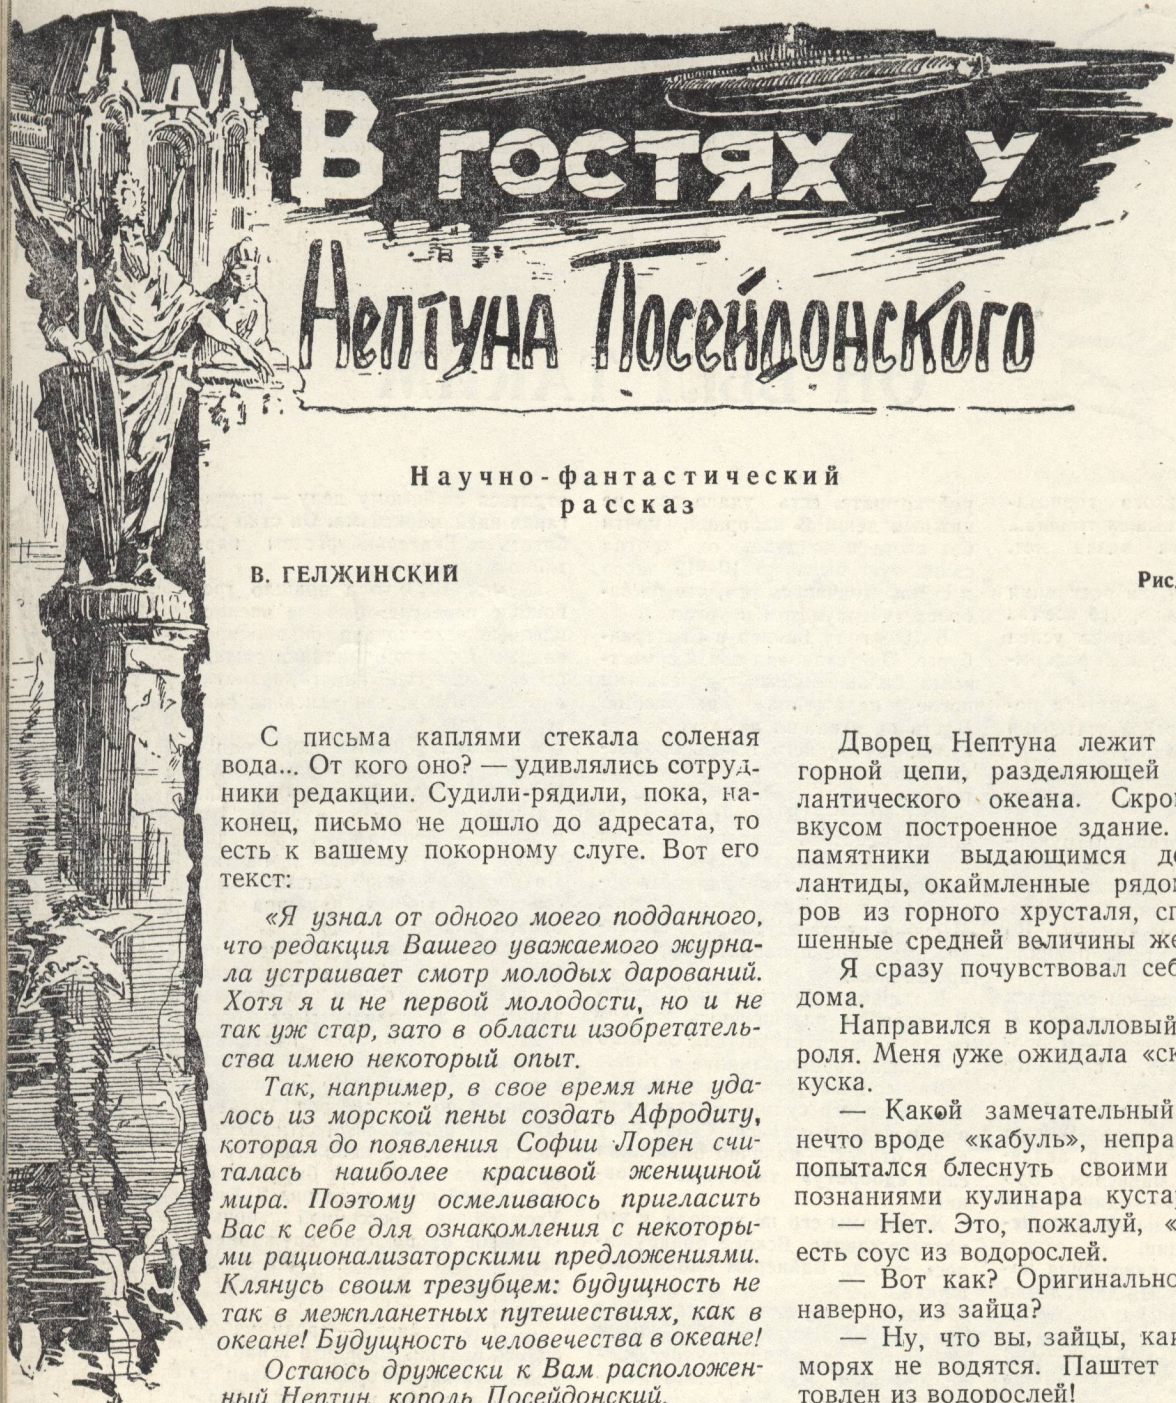 В гостях у
Нептуна Посейдонского
Научно-фантастический
рассказ
В. ГЕЛЖИНСКИЙ
Рис.
С письма каплями стекала соленая
вода... От кого оно? — удивлялись сотруд-
ники редакции. Судили-рядили, пока, на-
конец, письмо не дошло до адресата, то
есть к вашему покорному слуге. Вот его
текст:
«Я узнал от одного моего подданного,
что редакция Вашего уважаемого журна-
ла устраивает смотр молодых дарований.
Хотя я и не первой молодости, но и не
так уж стар, зато в области изобретатель-
ства имею некоторый опыт.
Так, например, в свое время мне уда-
лось из морской пены создать Афродиту,
которая до появления Софии Лорен счи-
талась наиболее красивой женщиной
мира. Поэтому осмеливаюсь пригласить
Вас к себе для ознакомления с некоторы-
ми рационализаторскими предложениями.
Клянусь своим трезубцем: будущность не
так в межпланетных путешествиях, как в
океане! Будущность человечества в океане!
Остаюсь дружески к Вам расположен-
ный Нептун, король Посейдонский.
Дворец Нептуна лежит
горной цепи, разделяющей
лантического океана. Скро
вкусом построенное здание.
памятники выдающимся де
лантиды, окаймленные рядо
ров из горного хрусталя, сп
шенные средней величины же
Я сразу почувствовал себ
дома.
Направился в коралловый
роля. Меня уже ожидала «ск
куска.
— Какой замечательный
нечто вроде «кабуль», непра
попытался блеснуть своими
познаниями кулинара куста
— Нет. Это, пожалуй, «
есть соус из водорослей.
— Вот как? Оригинально
наверно, из зайца?
— Ну, что вы, зайцы, ка
морях не водятся. Паштет
товлен из водорослей!